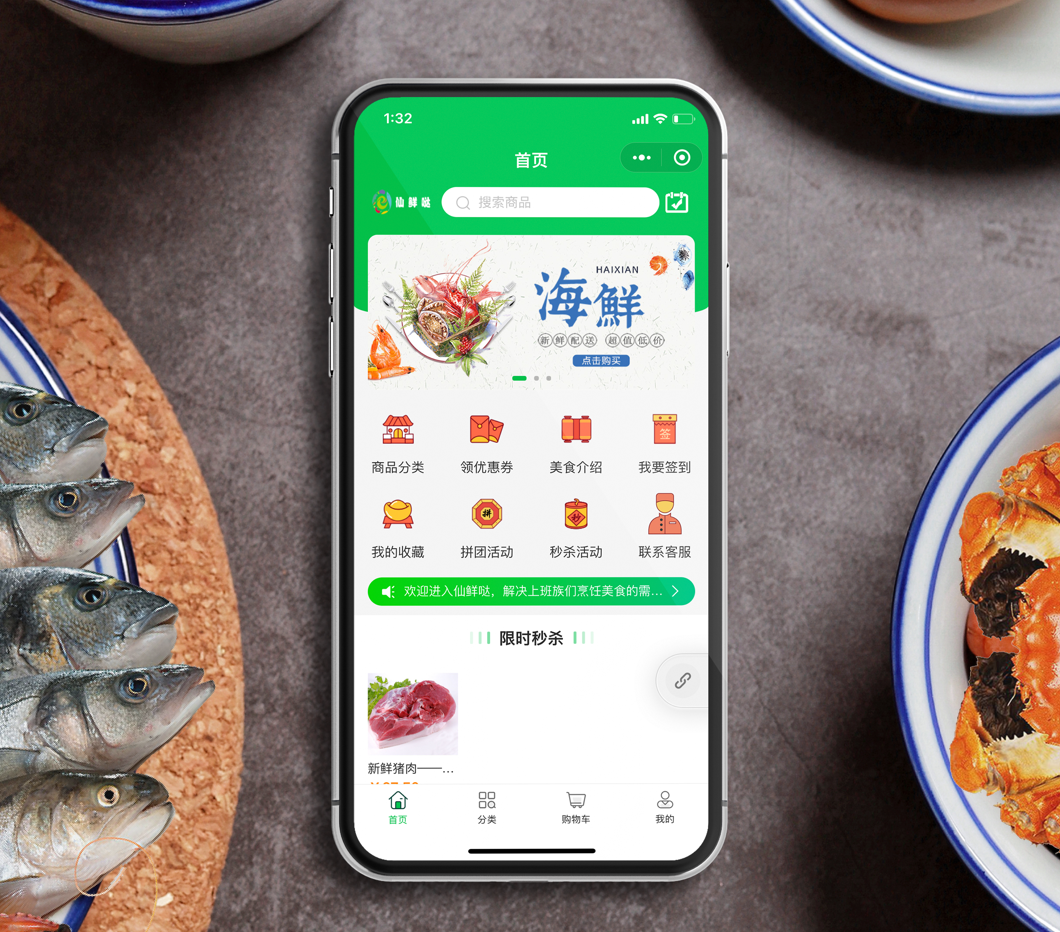 1:32
首页
仙鲜哒
搜索商品
HAIXIAN
海鲜
新鲜配送 超值低价
点击购买
商品分类 领优惠券 美食介绍 我要签到
签
我的收藏 拼团活动 秒杀活动 联系客服
拼
秒
欢迎进入仙鲜哒，解决上班族们烹饪美食的需...
限时秒杀
新鲜猪肉——...
首页 分类 购物车 我的